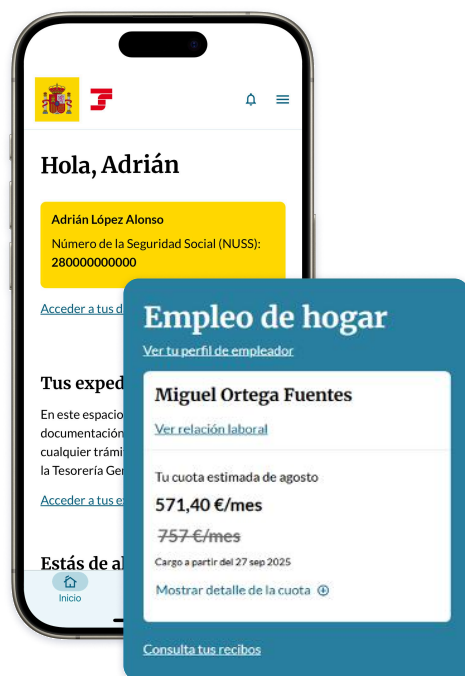 Hola, Adrián
Adrián López Alonso
Número de la Seguridad Social (NUSS):
280000000000
Acceder a tus d
Tus exped
En este espacio
documentación
cualquier trámi
la Tesorería Ge
Acceder a tus e
Estás de al
Inicio
Empleo de hogar
Ver tu perfil de empleador
Miguel Ortega Fuentes
Ver relación laboral
Tu cuota estimada de agosto
571,40 €/mes
757 €/mes
Cargo a partir del 27 sep 2025
Mostrar detalle de la cuota
Consulta tus recibos